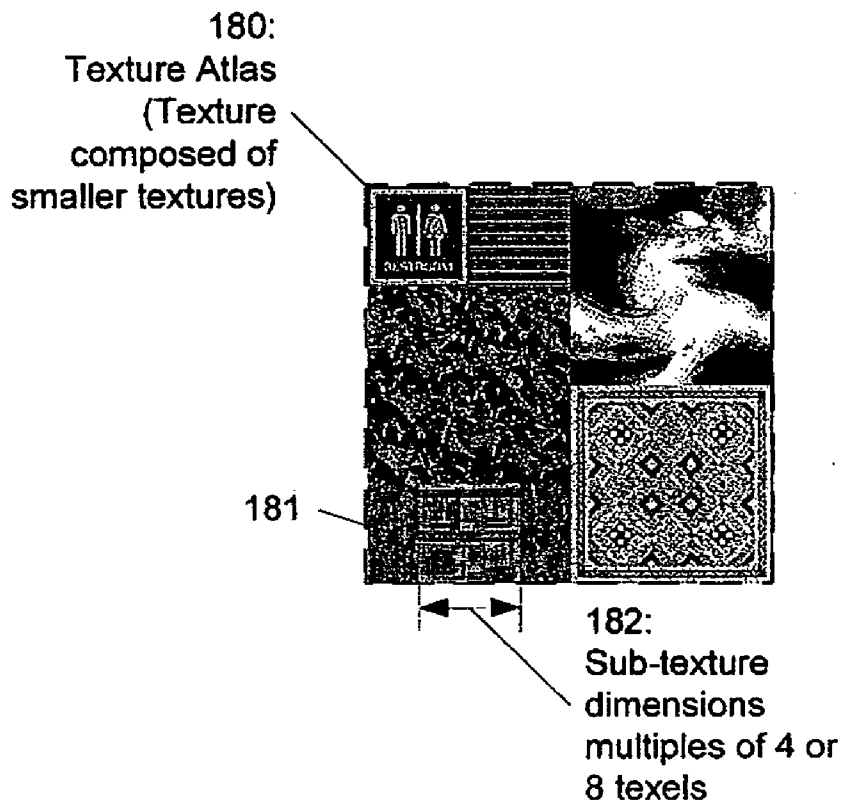 180:
Texture Atlas
(Texture
composed of
smaller textures)
RESTROOM
181
182:
Sub-texture
dimensions
multiples of 4 or
8 texels